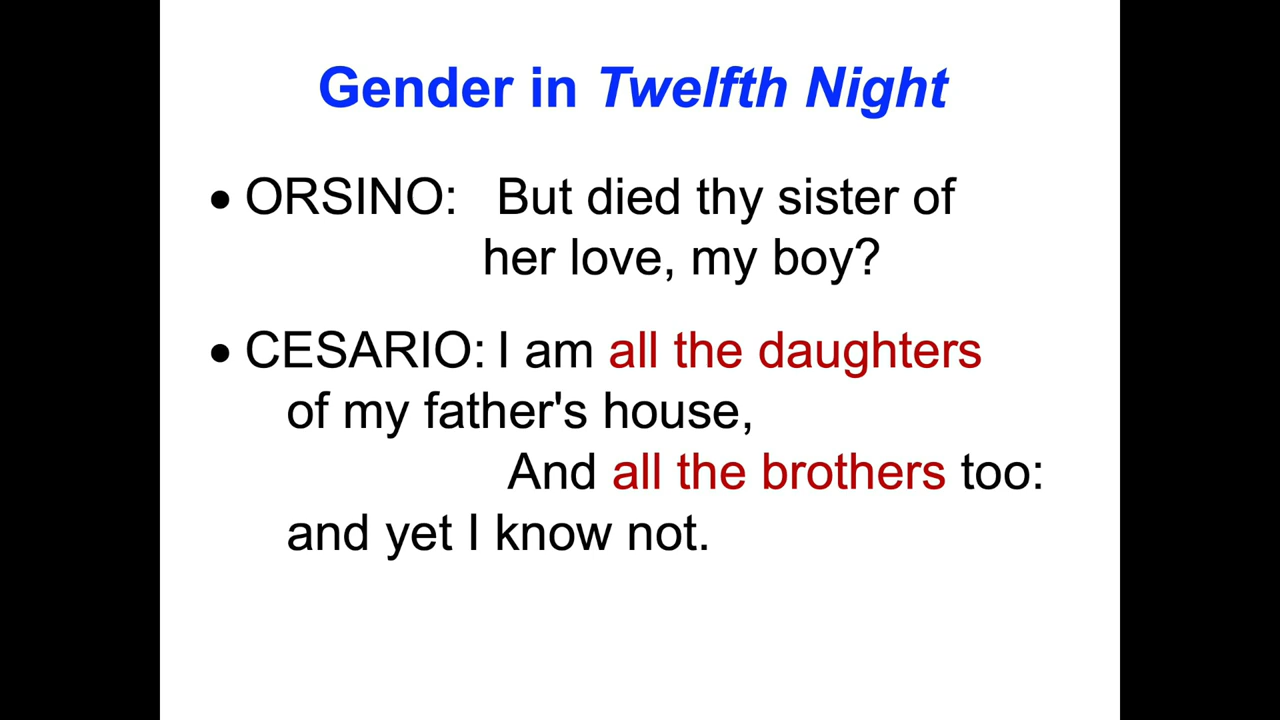 Gender in Twelfth Night
• ORSINO: But died thy sister of
her love, my boy?
• CESARIO: I am all the daughters
of my father's house,
And all the brothers too:
and yet I know not.